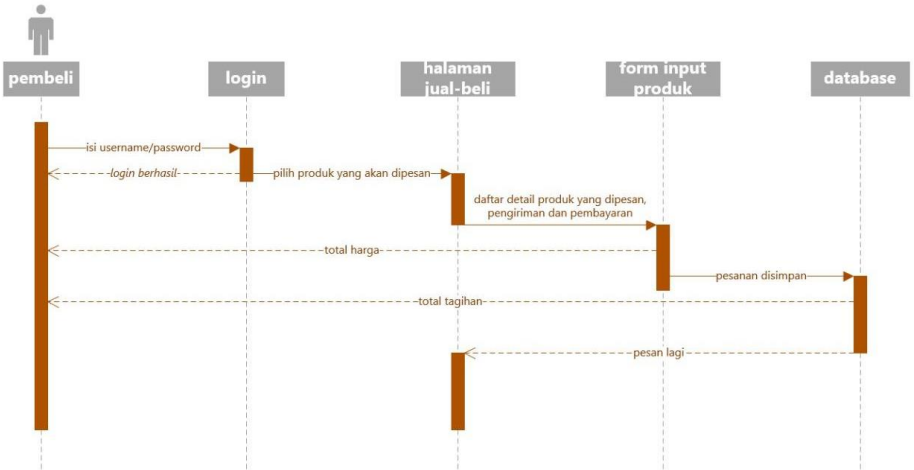 pembeli
login
halaman
jual-beli
form input
produk
database
isi username/password
login berhasil
pilih produk yang akan dipesan
daftar detail produk yang dipesan,
pengiriman dan pembayaran
total harga
pesanan disimpan
total tagihan
pesan lagi